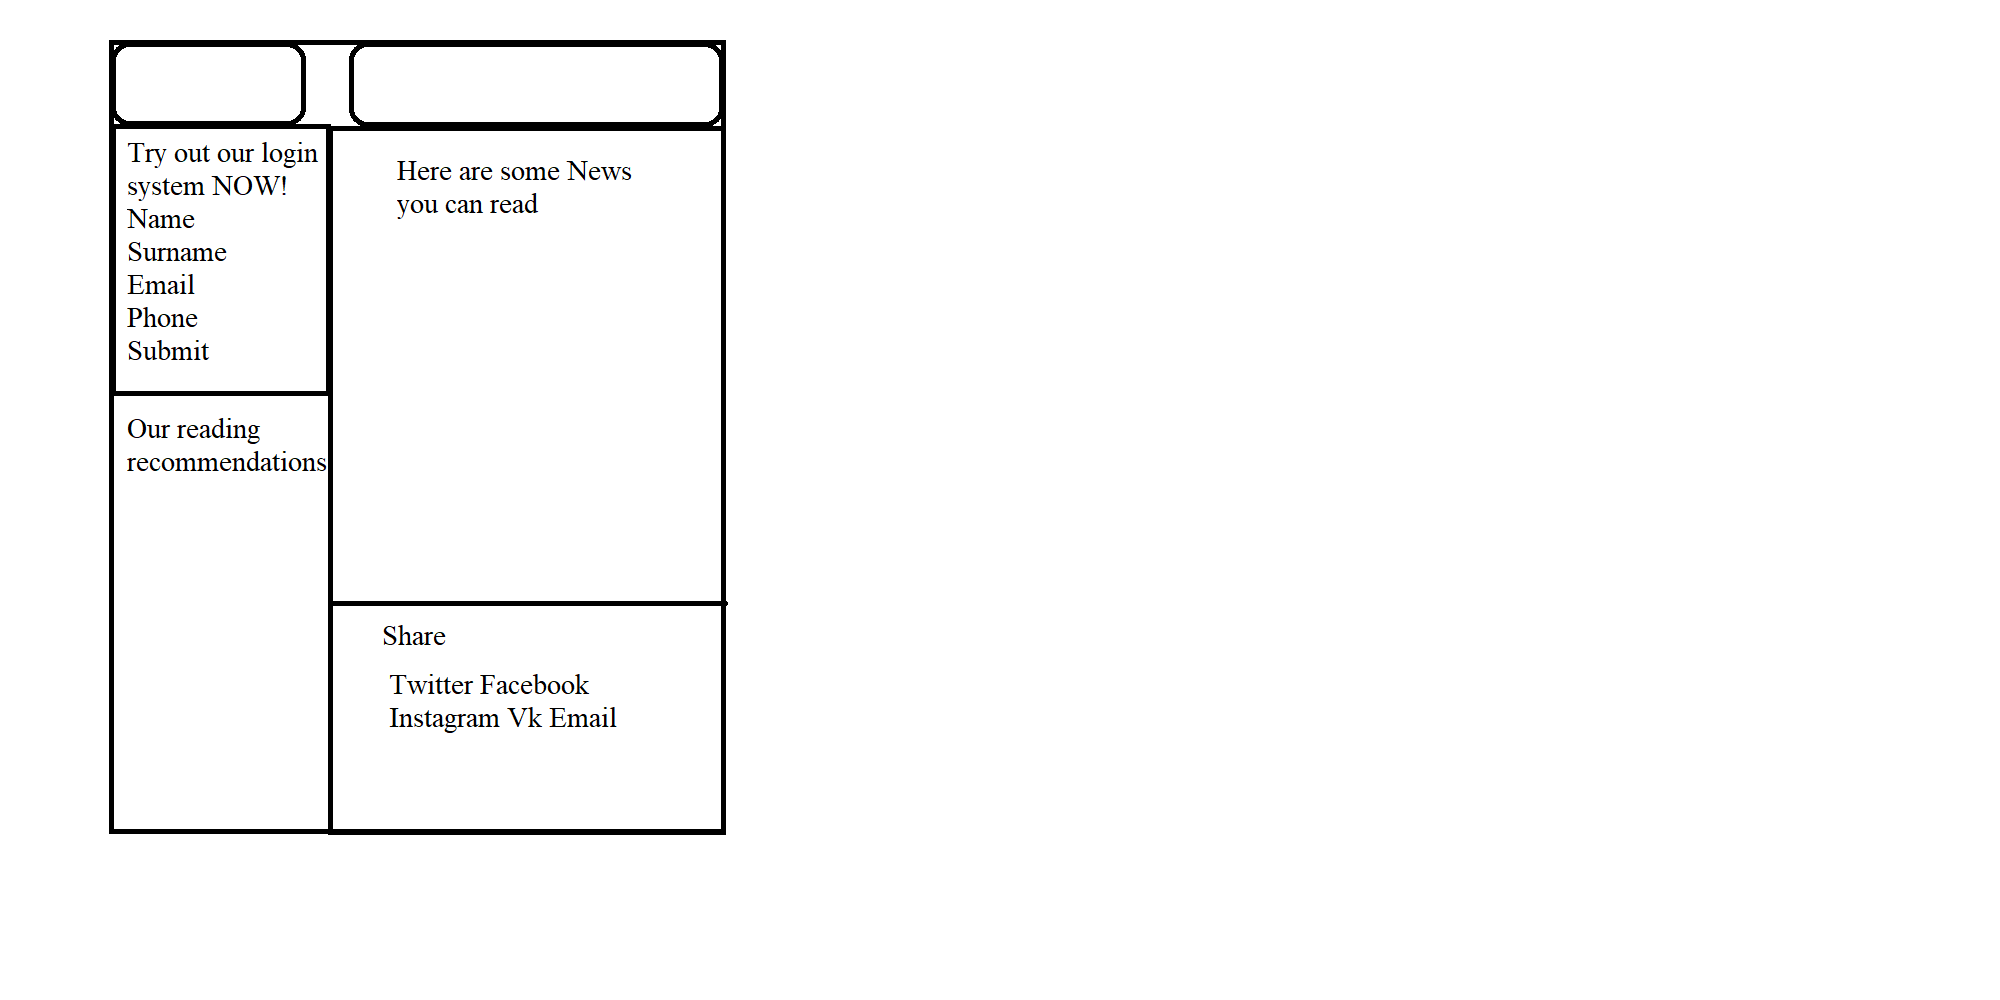 Try out our login
system NOW!
Name
Surname
Email
Phone
Submit
Our reading
recommendations
Here are some News
you can read
Share
Twitter Facebook
Instagram Vk Email